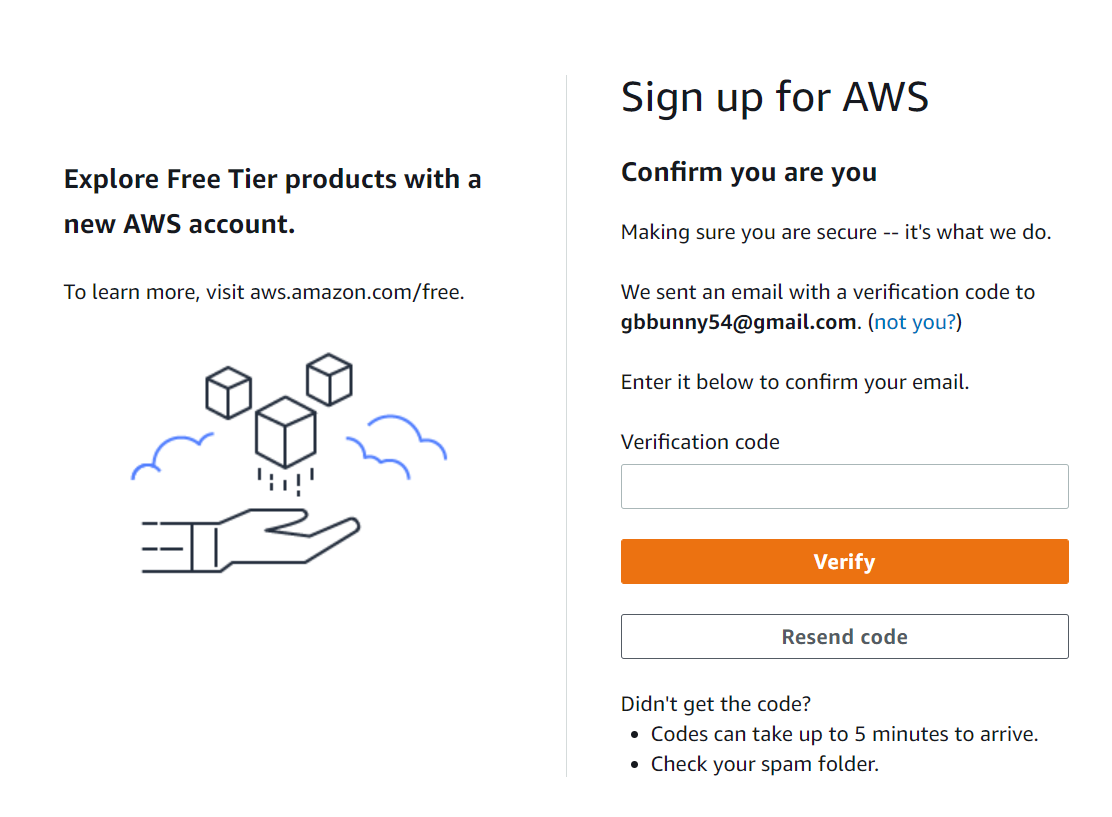 Explore Free Tier products with a
new AWS account.
To learn more, visit aws.amazon.com/free.
Sign up for AWS
Confirm you are you
Making sure you are secure -- it's what we do.
We sent an email with a verification code to
gbbunny54@gmail.com. (not you?)
Enter it below to confirm your email.
Verification code
Verify
Resend code
Didn't get the code?
• Codes can take up to 5 minutes to arrive.
• Check your spam folder.